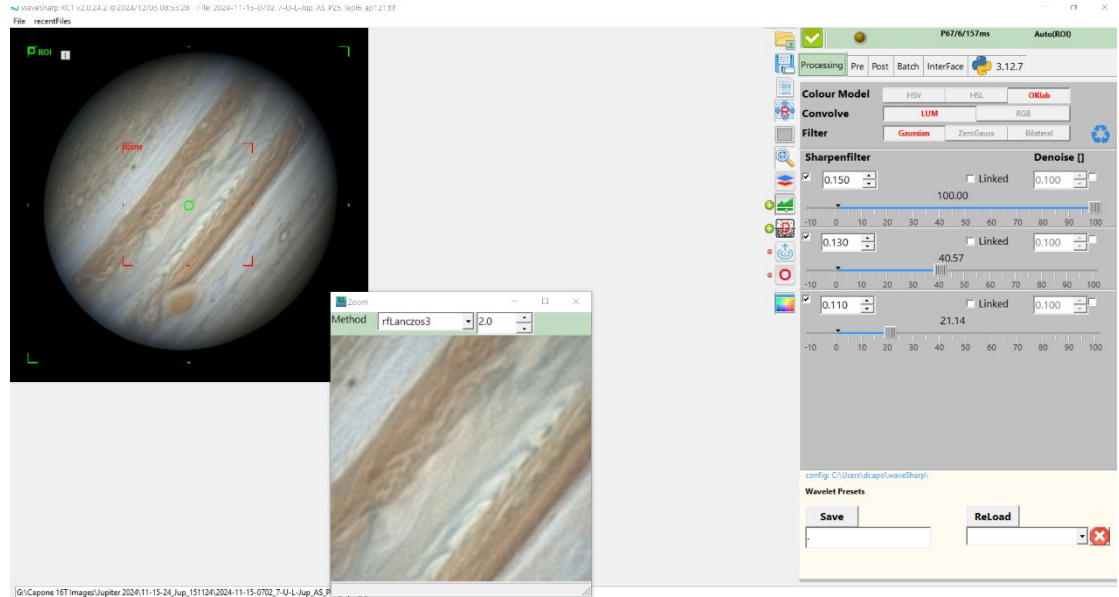 waveSharp RC1 v2.0.24.2 @2024/12/03 08:53:28 File: 2024-11-15-0702_7-U-L-Jup_AS_P25_lapl6_ap121.tif
File recentFiles
P67/6/157ms Auto(ROI)
ROI
Processing Pre Post Batch InterFace 3.12.7
Colour Model HSV HSL OKlab
Convolve LUM RGB
Filter Gaussian ZeroGauss Bilateral
ZOOM
Sharpenfilter Denoise []
0.150 Linked 0.100
100.00
-10 0 10 20 30 40 50 60 70 80 90 100
0.130 Linked 0.100
40.57
-10 0 10 20 30 40 50 60 70 80 90 100
0.110 Linked 0.100
21.14
-10 0 10 20 30 40 50 60 70 80 90 100
Zoom
Method rfLanczos3 2.0
config: C:\Users\dcapo\waveSharp\
Wavelet Presets
Save ReLoad
.
G:\Capone 16T Images\Jupiter 2024\11-15-24_Jup_151124\2024-11-15-0702_7-U-L-Jup_AS_P